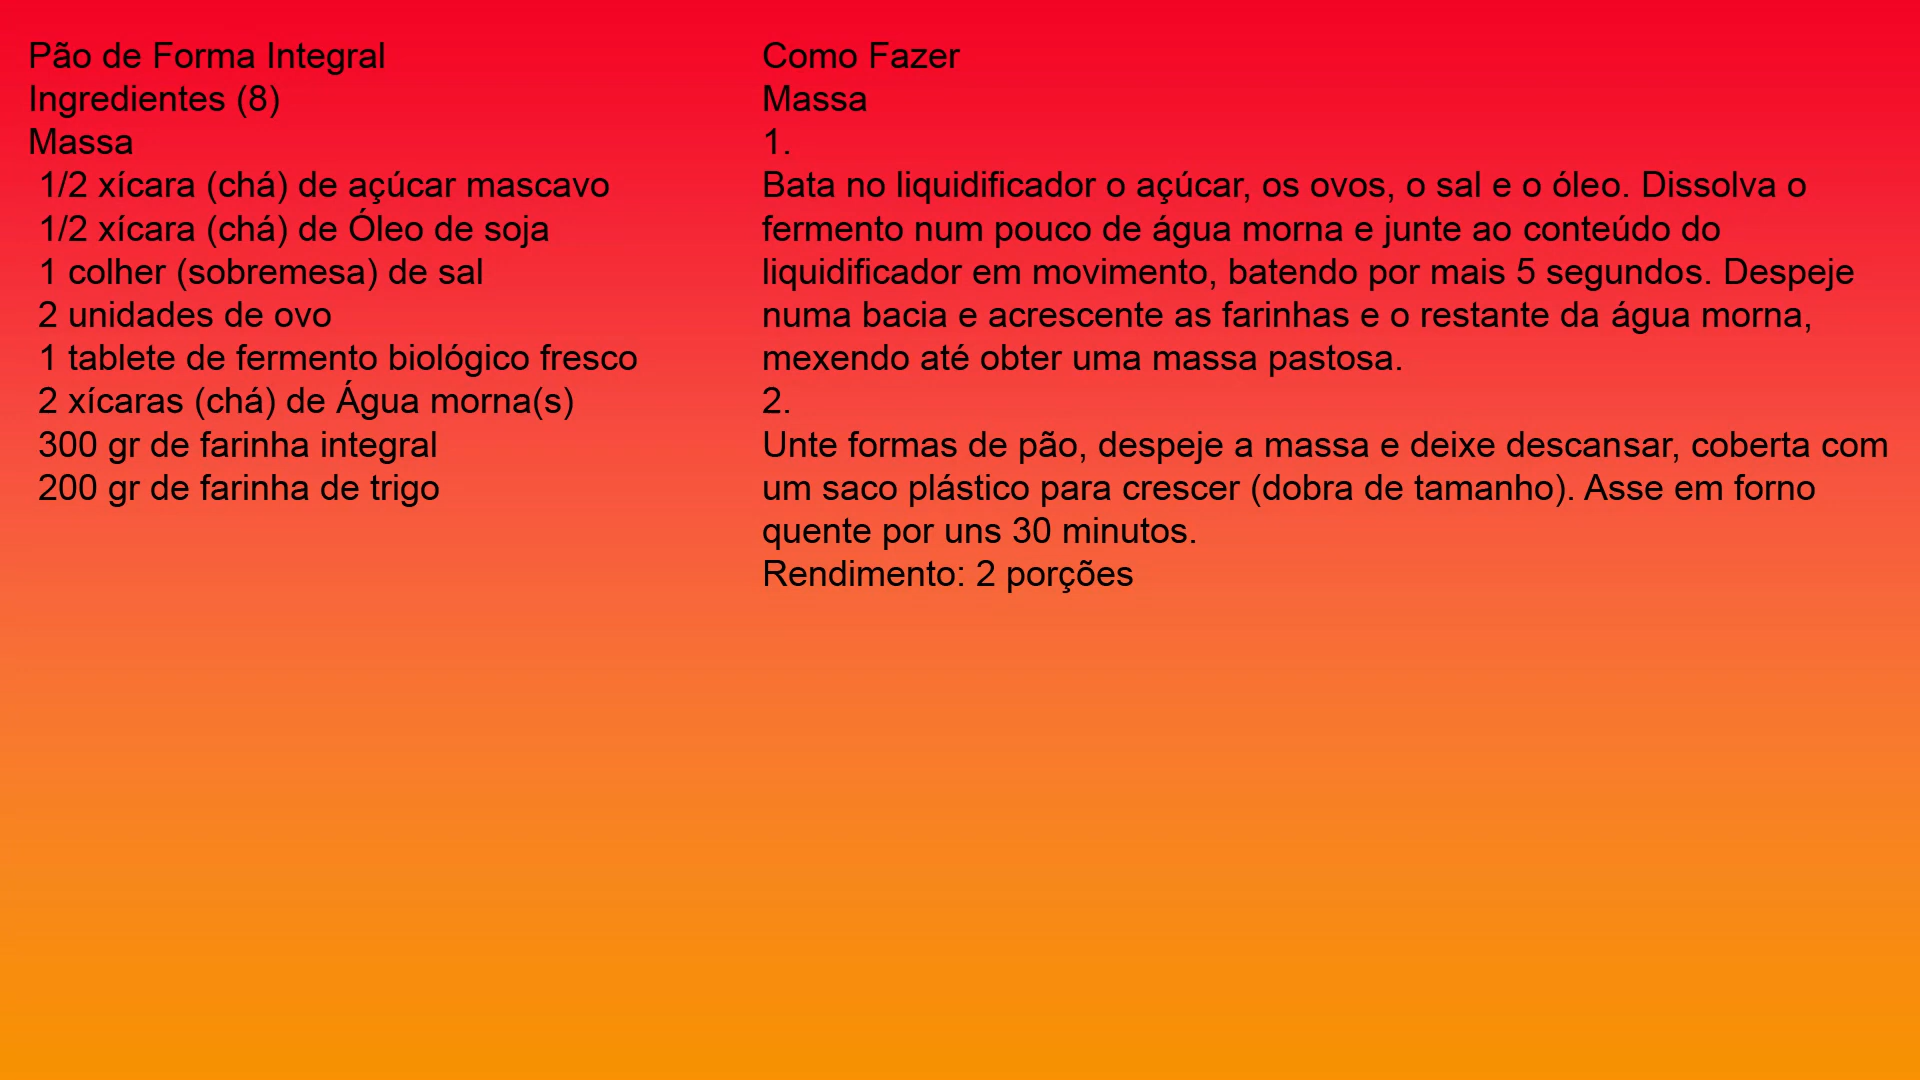 Pão de Forma Integral
Ingredientes (8)
Massa
1/2 xícara (chá) de açúcar mascavo
1/2 xícara (chá) de Óleo de soja
1 colher (sobremesa) de sal
2 unidades de ovo
1 tablete de fermento biológico fresco
2 xícaras (chá) de Água morna(s)
300 gr de farinha integral
200 gr de farinha de trigo
Como Fazer
Massa
1.
Bata no liquidificador o açúcar, os ovos, o sal e o óleo. Dissolva o
fermento num pouco de água morna e junte ao conteúdo do
liquidificador em movimento, batendo por mais 5 segundos. Despeje
numa bacia e acrescente as farinhas e o restante da água morna,
mexendo até obter uma massa pastosa.
2.
Unte formas de pão, despeje a massa e deixe descansar, coberta com
um saco plástico para crescer (dobra de tamanho). Asse em forno
quente por uns 30 minutos.
Rendimento: 2 porções